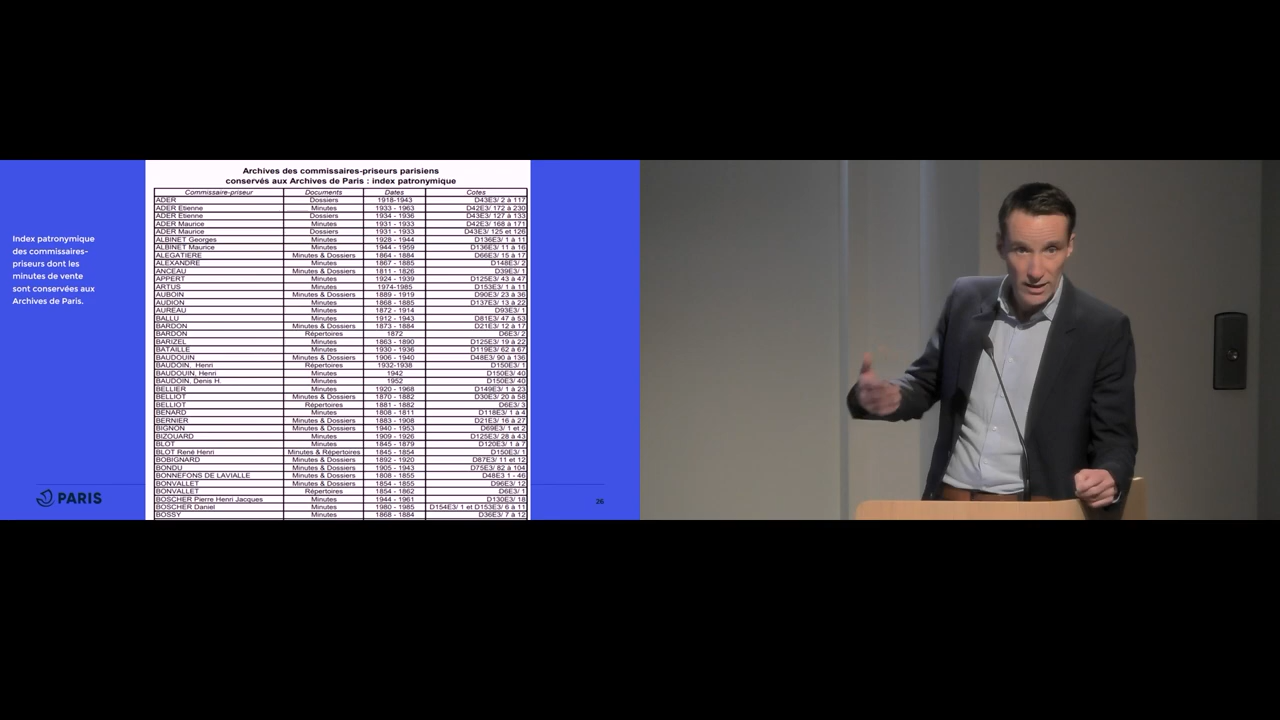 Index patronymique
des commissaires-
priseurs dont les
minutes de vente
sont conservées aux
Archives de Paris.
PARIS
Archives des commissaires-priseurs parisiens
conservés aux Archives de Paris : index patronymique
Commissaire-priseur Documents Dates Cotes
ADER Dossiers 1918-1943 D43E3/ 2 à 117
ADER Etienne Minutes 1933 - 1963 D42E3/ 172 à 230
ADER Etienne Dossiers 1934 - 1936 D43E3/ 127 à 133
ADER Maurice Minutes 1931 - 1933 D42E3/ 168 à 171
ADER Maurice Dossiers 1931 - 1933 D43E3/ 125 et 126
ALBINET Georges Minutes 1928 - 1944 D136E3/ 1 à 11
ALBINET Maurice Minutes 1944 - 1959 D136E3/ 11 à 16
ALEGATIERE Minutes & Dossiers 1864 - 1884 D66E3/ 15 à 17
ALEXANDRE Minutes 1867 - 1885 D148E3/ 2
ANCEAU Minutes & Dossiers 1811 - 1826 D39E3/ 1
APPERT Minutes 1924 - 1939 D125E3/ 43 à 47
ARTUS Minutes 1974-1985 D153E3/ 1 à 11
AUBOIN Minutes & Dossiers 1889 - 1919 D90E3/ 23 à 36
AUDION Minutes 1868 - 1885 D137E3/ 13 à 22
AUREAU Minutes 1872 - 1914 D93E3/ 1
BALLU Minutes 1912 - 1943 D81E3/ 47 à 53
BARDON Minutes & Dossiers 1873 - 1884 D21E3/ 12 à 17
BARDON Répertoires 1872 D6E3/ 2
BARIZEL Minutes 1863 - 1890 D125E3/ 19 à 22
BATAILLE Minutes 1930 - 1936 D119E3/ 62 à 67
BAUDOUIN Minutes & Dossiers 1906 - 1940 D48E3/ 90 à 136
BAUDOIN, Henri Répertoires 1932-1938 D150E3/ 1
BAUDOUIN, Henri Minutes 1942 D150E3/ 40
BAUDOIN, Denis H. Minutes 1952 D150E3/ 40
BELLIER Minutes 1920 - 1968 D149E3/ 1 à 23
BELLIOT Minutes & Dossiers 1870 - 1882 D30E3/ 20 à 58
BELLIOT Répertoires 1881 - 1882 D6E3/ 3
BENARD Minutes 1808 - 1811 D118E3/ 1 à 4
BERNIER Minutes & Dossiers 1883 - 1908 D21E3/ 16 à 27
BIGNON Minutes & Dossiers 1940 - 1953 D69E3/ 1 et 2
BIZOUARD Minutes 1909 - 1926 D125E3/ 28 à 43
BLOT Minutes 1845 - 1879 D120E3/ 1 à 7
BLOT René Henri Minutes & Répertoires 1845 - 1854 D150E3/ 1
BOBIGNARD Minutes & Dossiers 1892 - 1920 D87E3/ 11 et 12
BONDU Minutes & Dossiers 1905 - 1943 D75E3/ 82 à 104
BONNEFONS DE LAVIALLE Minutes & Dossiers 1808 - 1855 D48E3 1 - 46
BONVALLET Minutes & Dossiers 1854 - 1855 D96E3/ 12
BONVALLET Répertoires 1854 - 1862 D6E3/ 1
BOSCHER Pierre Henri Jacques Minutes 1944 - 1961 D130E3/ 18
BOSCHER Daniel Minutes 1980 - 1985 D154E3/ 1 et D153E3/ 6 à 11
BOSSY Minutes 1868 - 1884 D36E3/ 7 à 12
26